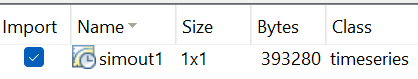 Import Name Size Bytes Class
simout1 1x1 393280 timeseries